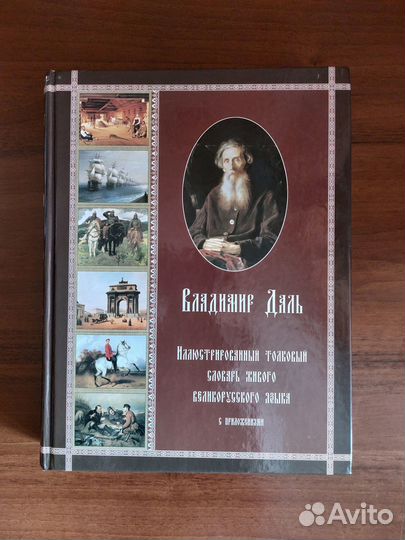 Владимир Даль
Иллюстрированный толковый
словарь живого
великорусского языка
с приложениями
Avito